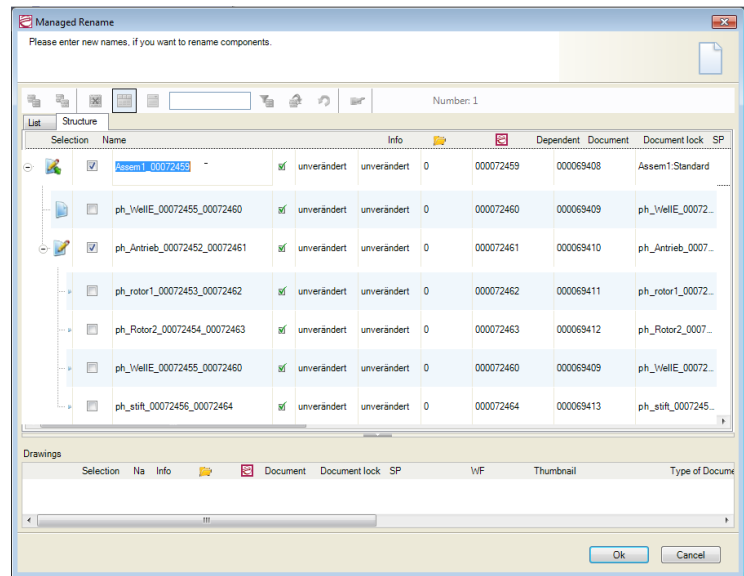 Managed Rename
Please enter new names, if you want to rename components.
Number: 1
List Structure
Selection Name Info Dependent Document Document lock SP
Assem1_00072459 unverändert unverändert 0 000072459 000069408 Assem1:Standard
ph_WellE_00072455_00072460 unverändert unverändert 0 000072460 000069409 ph_WellE_00072...
ph_Antrieb_00072452_00072461 unverändert unverändert 0 000072461 000069410 ph_Antrieb_0007...
ph_rotor1_00072453_00072462 unverändert unverändert 0 000072462 000069411 ph_rotor1_00072...
ph_Rotor2_00072454_00072463 unverändert unverändert 0 000072463 000069412 ph_Rotor2_0007...
ph_WellE_00072455_00072460 unverändert unverändert 0 000072460 000069409 ph_WellE_00072...
ph_stift_00072456_00072464 unverändert unverändert 0 000072464 000069413 ph_stift_0007245...
Drawings
Selection Na Info Document Document lock SP WF Thumbnail Type of Docume
Ok Cancel